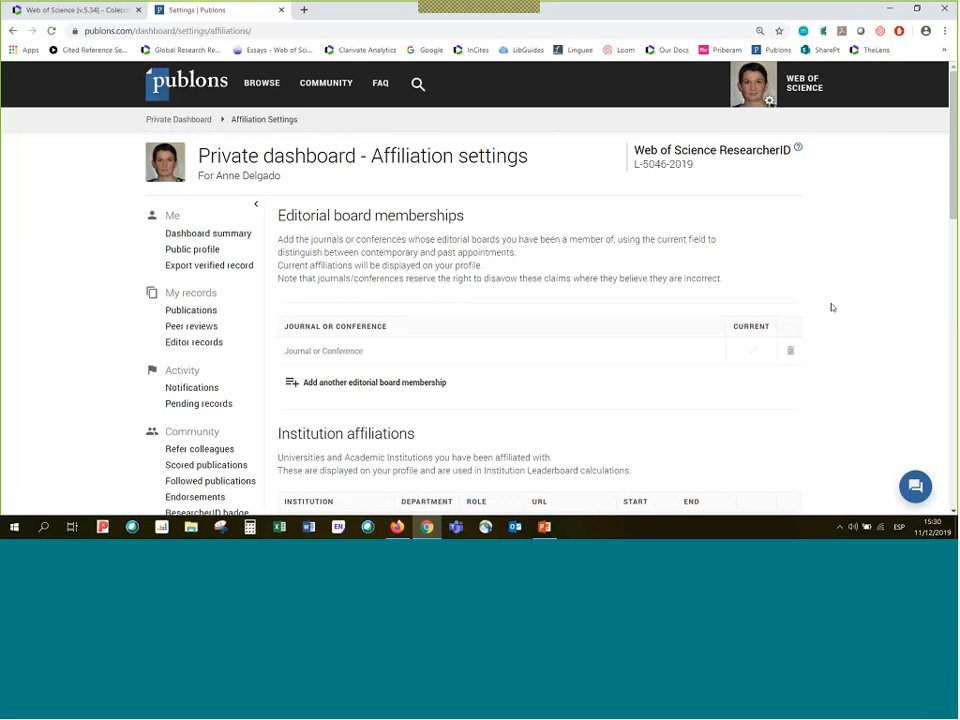 Web of Science [v.5.34] - Colecc
Settings | Publons
publons.com/dashboard/settings/affiliations/
Apps
Cited Reference Se...
Global Research Re...
Essays - Web of Sci...
Clarivate Analytics
Google
InCites
LibGuides
Linguee
Loom
Our Docs
Priberam
Publons
SharePt
TheLens
»
publons
BROWSE
COMMUNITY
FAQ
WEB OF
SCIENCE
Private Dashboard
Affiliation Settings
Private dashboard - Affiliation settings
For Anne Delgado
Web of Science ResearcherID
L-5046-2019
Me
Dashboard summary
Public profile
Export verified record
My records
Publications
Peer reviews
Editor records
Activity
Notifications
Pending records
Community
Refer colleagues
Scored publications
Followed publications
Endorsements
ResearcherID badge
Editorial board memberships
Add the journals or conferences whose editorial boards you have been a member of, using the current field to
distinguish between contemporary and past appointments.
Current affiliations will be displayed on your profile.
Note that journals/conferences reserve the right to disavow these claims where they believe they are incorrect.
JOURNAL OR CONFERENCE
CURRENT
Journal or Conference
Add another editorial board membership
Institution affiliations
Universities and Academic Institutions you have been affiliated with.
These are displayed on your profile and are used in Institution Leaderboard calculations.
INSTITUTION
DEPARTMENT
ROLE
URL
START
END
EN
ESP
15:30
11/12/2019